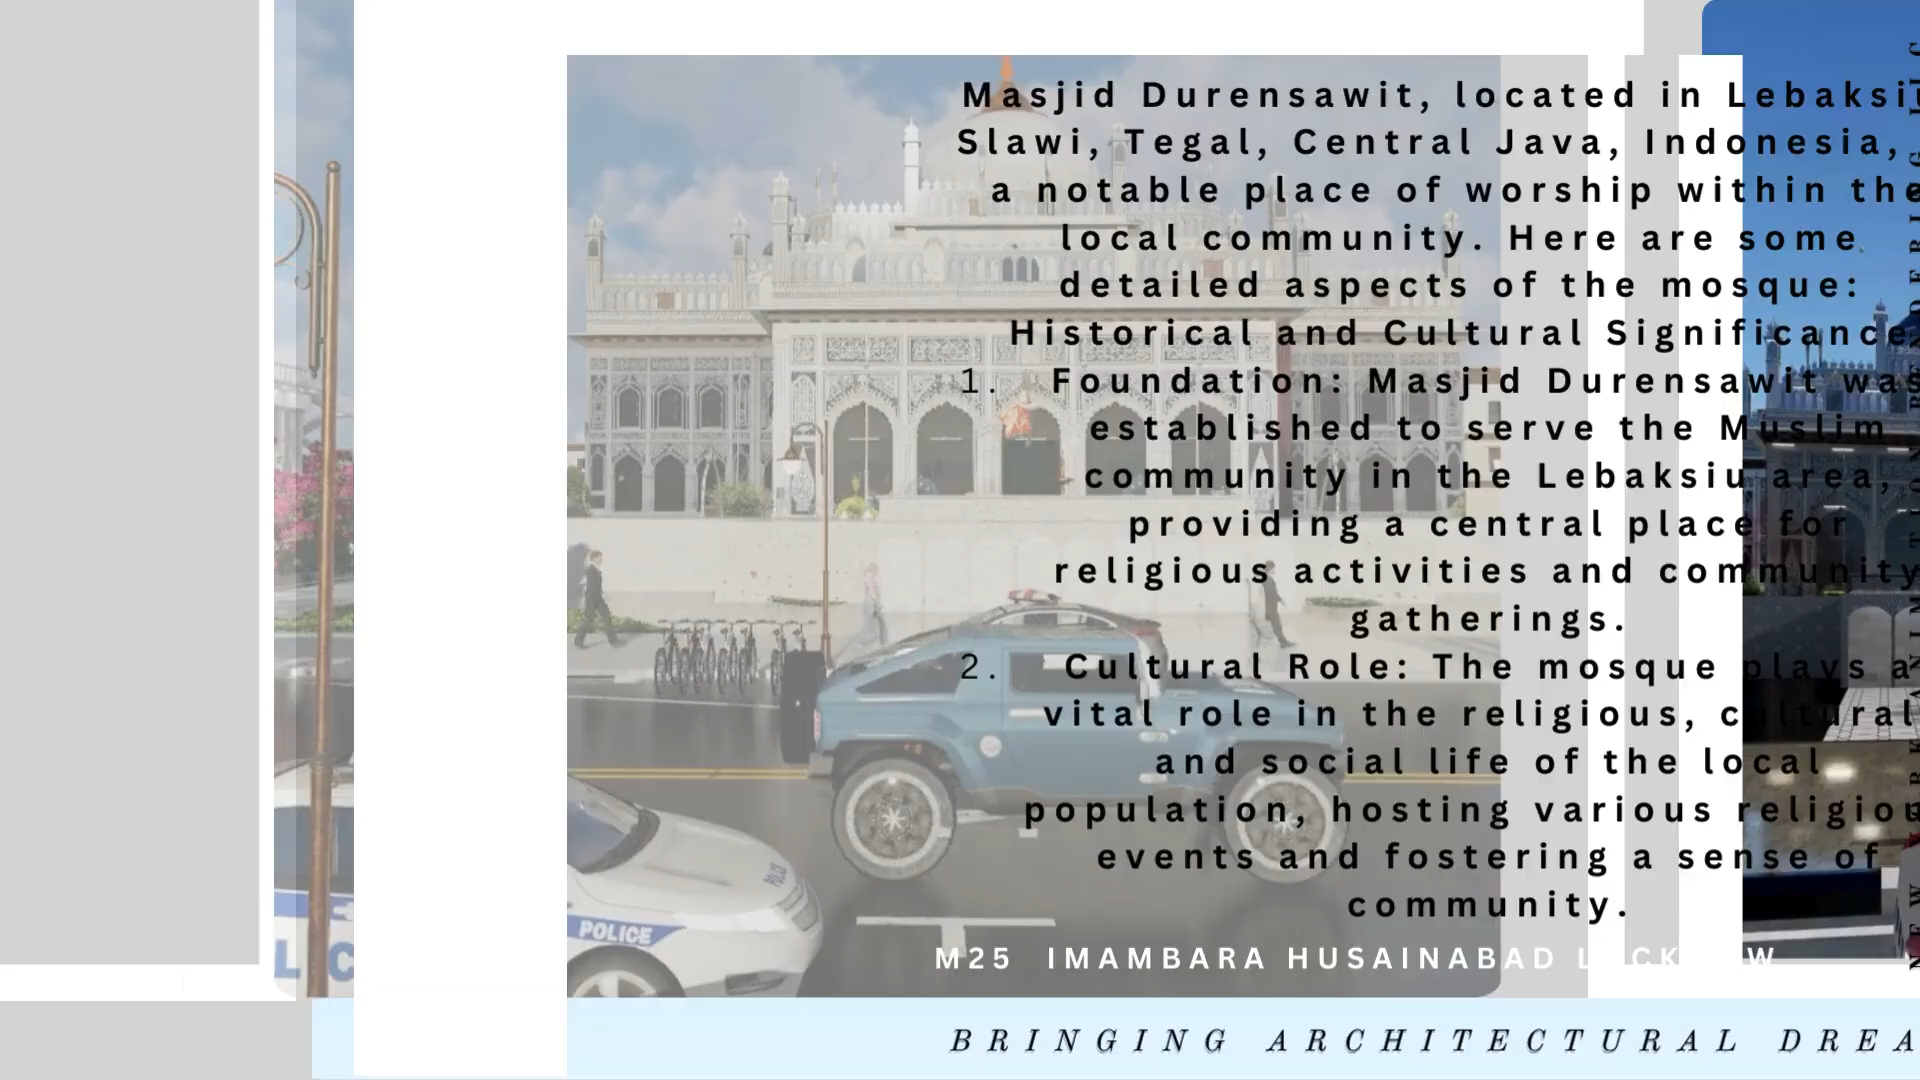 Masjid Durensawit, located in Lebaksiu
Slawi, Tegal, Central Java, Indonesia,
a notable place of worship within the
local community. Here are some
detailed aspects of the mosque:
Historical and Cultural Significance
1. Foundation: Masjid Durensawit was
established to serve the Muslim
community in the Lebaksiu area,
providing a central place for
religious activities and community
gatherings.
2. Cultural Role: The mosque plays a
vital role in the religious, cultural
and social life of the local
population, hosting various religiou
events and fostering a sense of
community.
M25 IMAMBARA HUSAINABAD
BRINGING ARCHITECTURAL DREA
POLICE
POLICE